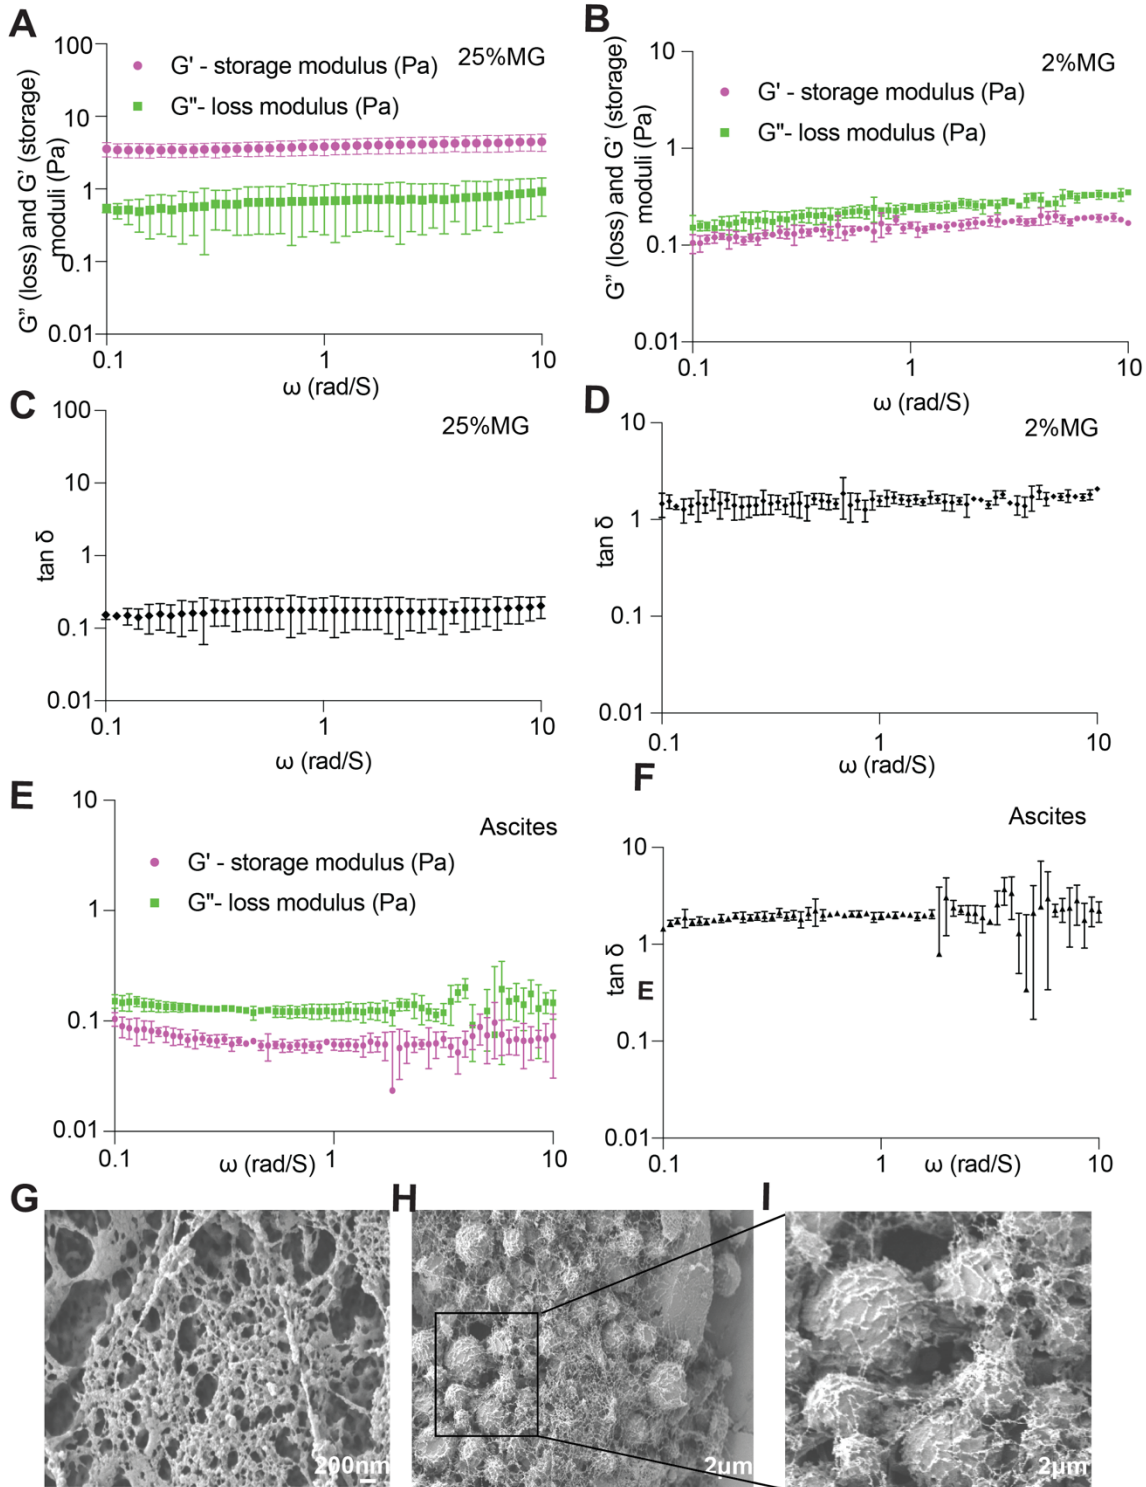 A
G" (loss) and G' (storage)
moduli (Pa)
100
10
1
0.1
0.01
G' - storage modulus (Pa)
G"- loss modulus (Pa)
25%MG
0.1
1
10
ω (rad/S)
B
G" (loss) and G' (storage)
moduli (Pa)
10
1
0.1
0.01
2%MG
G' - storage modulus (Pa)
G"- loss modulus (Pa)
0.1
1
10
ω (rad/S)
C
tan δ
100
10
1
0.1
0.01
25%MG
0.1
1
10
ω (rad/S)
D
tan δ
10
1
0.1
0.01
2%MG
0.1
1
10
ω (rad/S)
E
10
1
0.1
0.01
Ascites
G' - storage modulus (Pa)
G"- loss modulus (Pa)
0.1
1
10
ω (rad/S)
F
tan δ
E
10
1
0.1
0.01
Ascites
0.1
1
10
ω (rad/S)
G
200nm
H
2μm
I
2μm